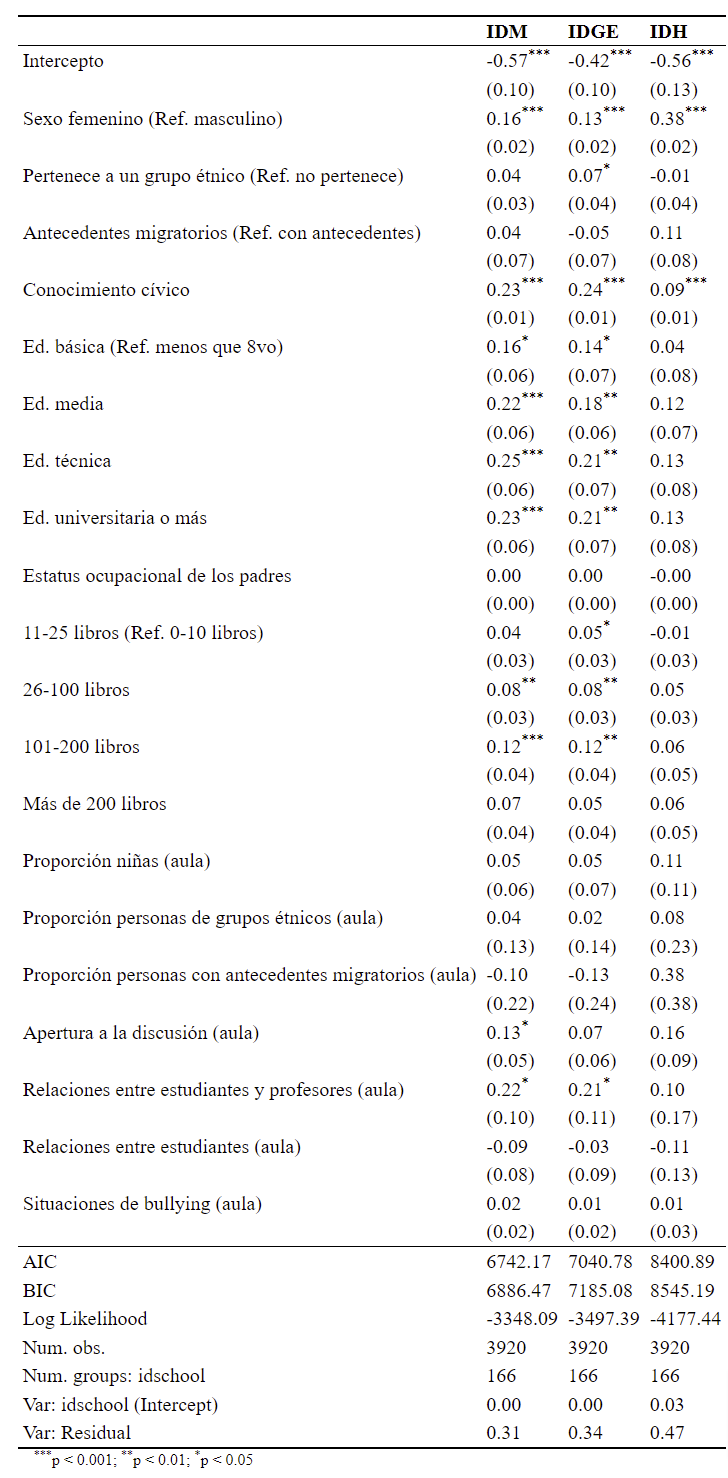 IDM IDGE IDH
Intercepto -0.57*** -0.42*** -0.56***
(0.10) (0.10) (0.13)
Sexo femenino (Ref. masculino) 0.16*** 0.13*** 0.38***
(0.02) (0.02) (0.02)
Pertenece a un grupo étnico (Ref. no pertenece) 0.04 0.07* -0.01
(0.03) (0.04) (0.04)
Antecedentes migratorios (Ref. con antecedentes) 0.04 -0.05 0.11
(0.07) (0.07) (0.08)
Conocimiento cívico 0.23*** 0.24*** 0.09***
(0.01) (0.01) (0.01)
Ed. básica (Ref. menos que 8vo) 0.16* 0.14* 0.04
(0.06) (0.07) (0.08)
Ed. media 0.22*** 0.18** 0.12
(0.06) (0.06) (0.07)
Ed. técnica 0.25*** 0.21** 0.13
(0.06) (0.07) (0.08)
Ed. universitaria o más 0.23*** 0.21** 0.13
(0.06) (0.07) (0.08)
Estatus ocupacional de los padres 0.00 0.00 -0.00
(0.00) (0.00) (0.00)
11-25 libros (Ref. 0-10 libros) 0.04 0.05* -0.01
(0.03) (0.03) (0.03)
26-100 libros 0.08** 0.08** 0.05
(0.03) (0.03) (0.03)
101-200 libros 0.12*** 0.12** 0.06
(0.04) (0.04) (0.05)
Más de 200 libros 0.07 0.05 0.06
(0.04) (0.04) (0.05)
Proporción niñas (aula) 0.05 0.05 0.11
(0.06) (0.07) (0.11)
Proporción personas de grupos étnicos (aula) 0.04 0.02 0.08
(0.13) (0.14) (0.23)
Proporción personas con antecedentes migratorios (aula) -0.10 -0.13 0.38
(0.22) (0.24) (0.38)
Apertura a la discusión (aula) 0.13* 0.07 0.16
(0.05) (0.06) (0.09)
Relaciones entre estudiantes y profesores (aula) 0.22* 0.21* 0.10
(0.10) (0.11) (0.17)
Relaciones entre estudiantes (aula) -0.09 -0.03 -0.11
(0.08) (0.09) (0.13)
Situaciones de bullying (aula) 0.02 0.01 0.01
(0.02) (0.02) (0.03)
AIC 6742.17 7040.78 8400.89
BIC 6886.47 7185.08 8545.19
Log Likelihood -3348.09 -3497.39 -4177.44
Num. obs. 3920 3920 3920
Num. groups: idschool 166 166 166
Var: idschool (Intercept) 0.00 0.00 0.03
Var: Residual 0.31 0.34 0.47
***p < 0.001; **p < 0.01; *p < 0.05